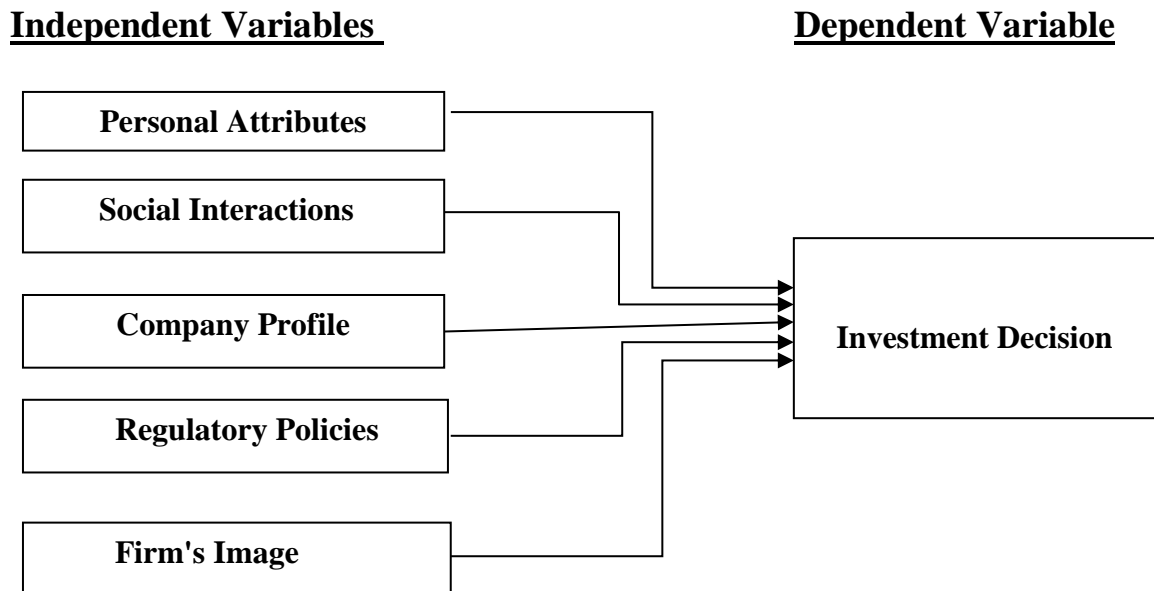 Independent Variables
Dependent Variable
Personal Attributes
Social Interactions
Company Profile
Investment Decision
Regulatory Policies
Firm's Image